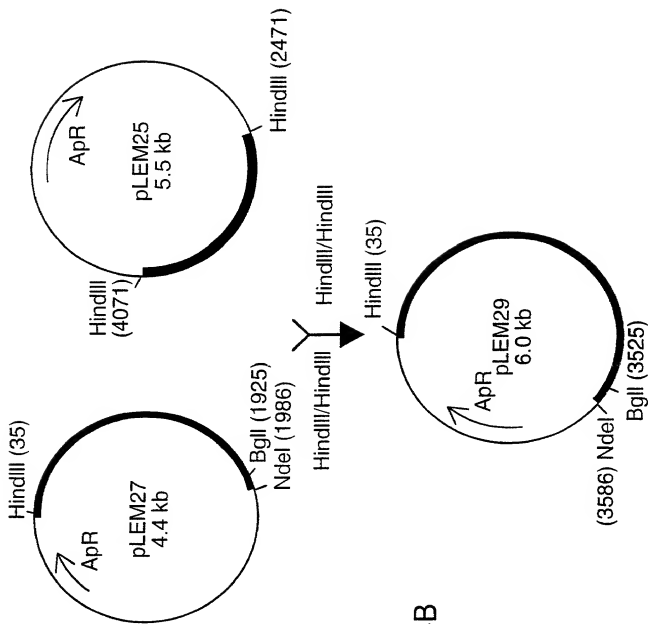 HindIII (35)
pLEM27
4.4 kb
ApR
BglI (1925)
NdeI (1986)
HindIII
(4071)
pLEM25
5.5 kb
ApR
HindIII (2471)
HindIII/HindIII
HindIII/HindIII
HindIII (35)
ApR
pLEM29
6.0 kb
(3586) NdeI
BglI (3525)
B